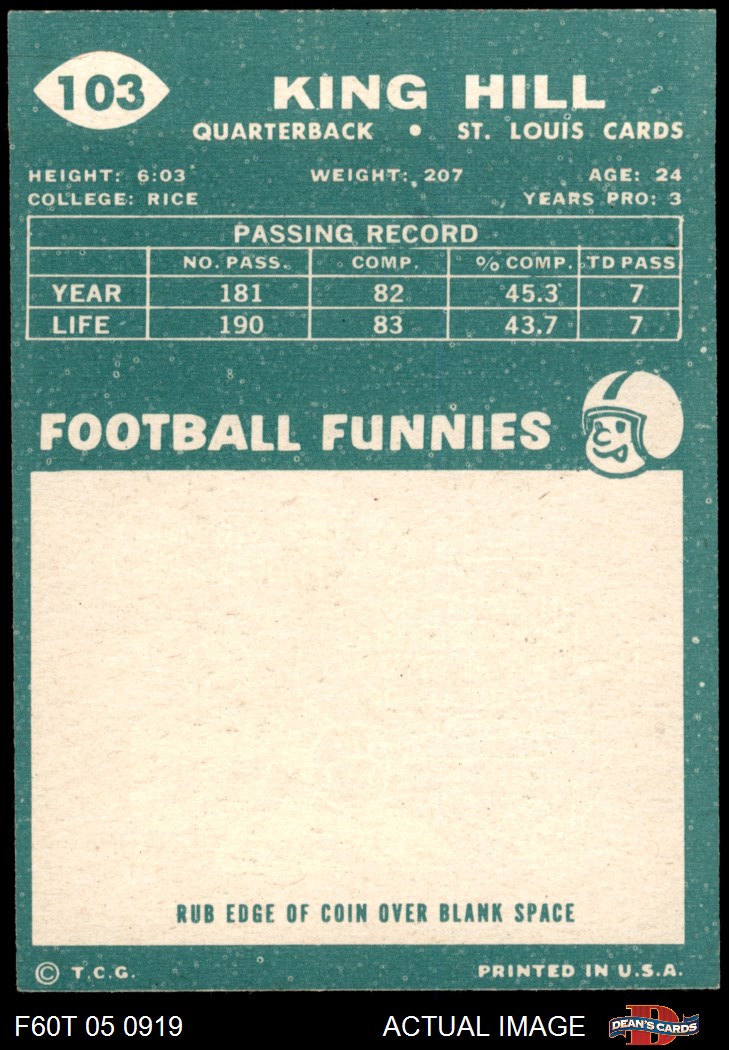 103
KING HILL
QUARTERBACK • ST. LOUIS CARDS
HEIGHT: 6:03 WEIGHT: 207 AGE: 24
COLLEGE: RICE YEARS PRO: 3
PASSING RECORD
NO. PASS. COMP. % COMP. TD PASS
YEAR 181 82 45.3 7
LIFE 190 83 43.7 7
FOOTBALL FUNNIES
RUB EDGE OF COIN OVER BLANK SPACE
© T.C.G. PRINTED IN U.S.A.
F60T 05 0919 ACTUAL IMAGE DEAN'S CARDS